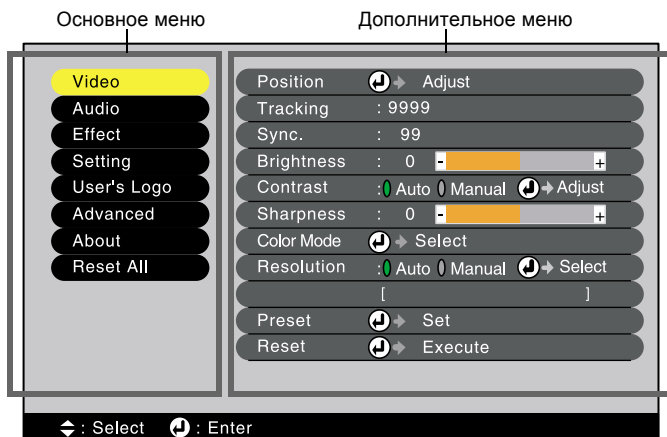 Основное меню
Дополнительное меню
Video
Audio
Effect
Setting
User's Logo
Advanced
About
Reset All
Position Adjust
Tracking : 9999
Sync. : 99
Brightness : 0 - +
Contrast : Auto Manual Adjust
Sharpness : 0 - +
Color Mode Select
Resolution : Auto Manual Select
[ ]
Preset Set
Reset Execute
: Select : Enter